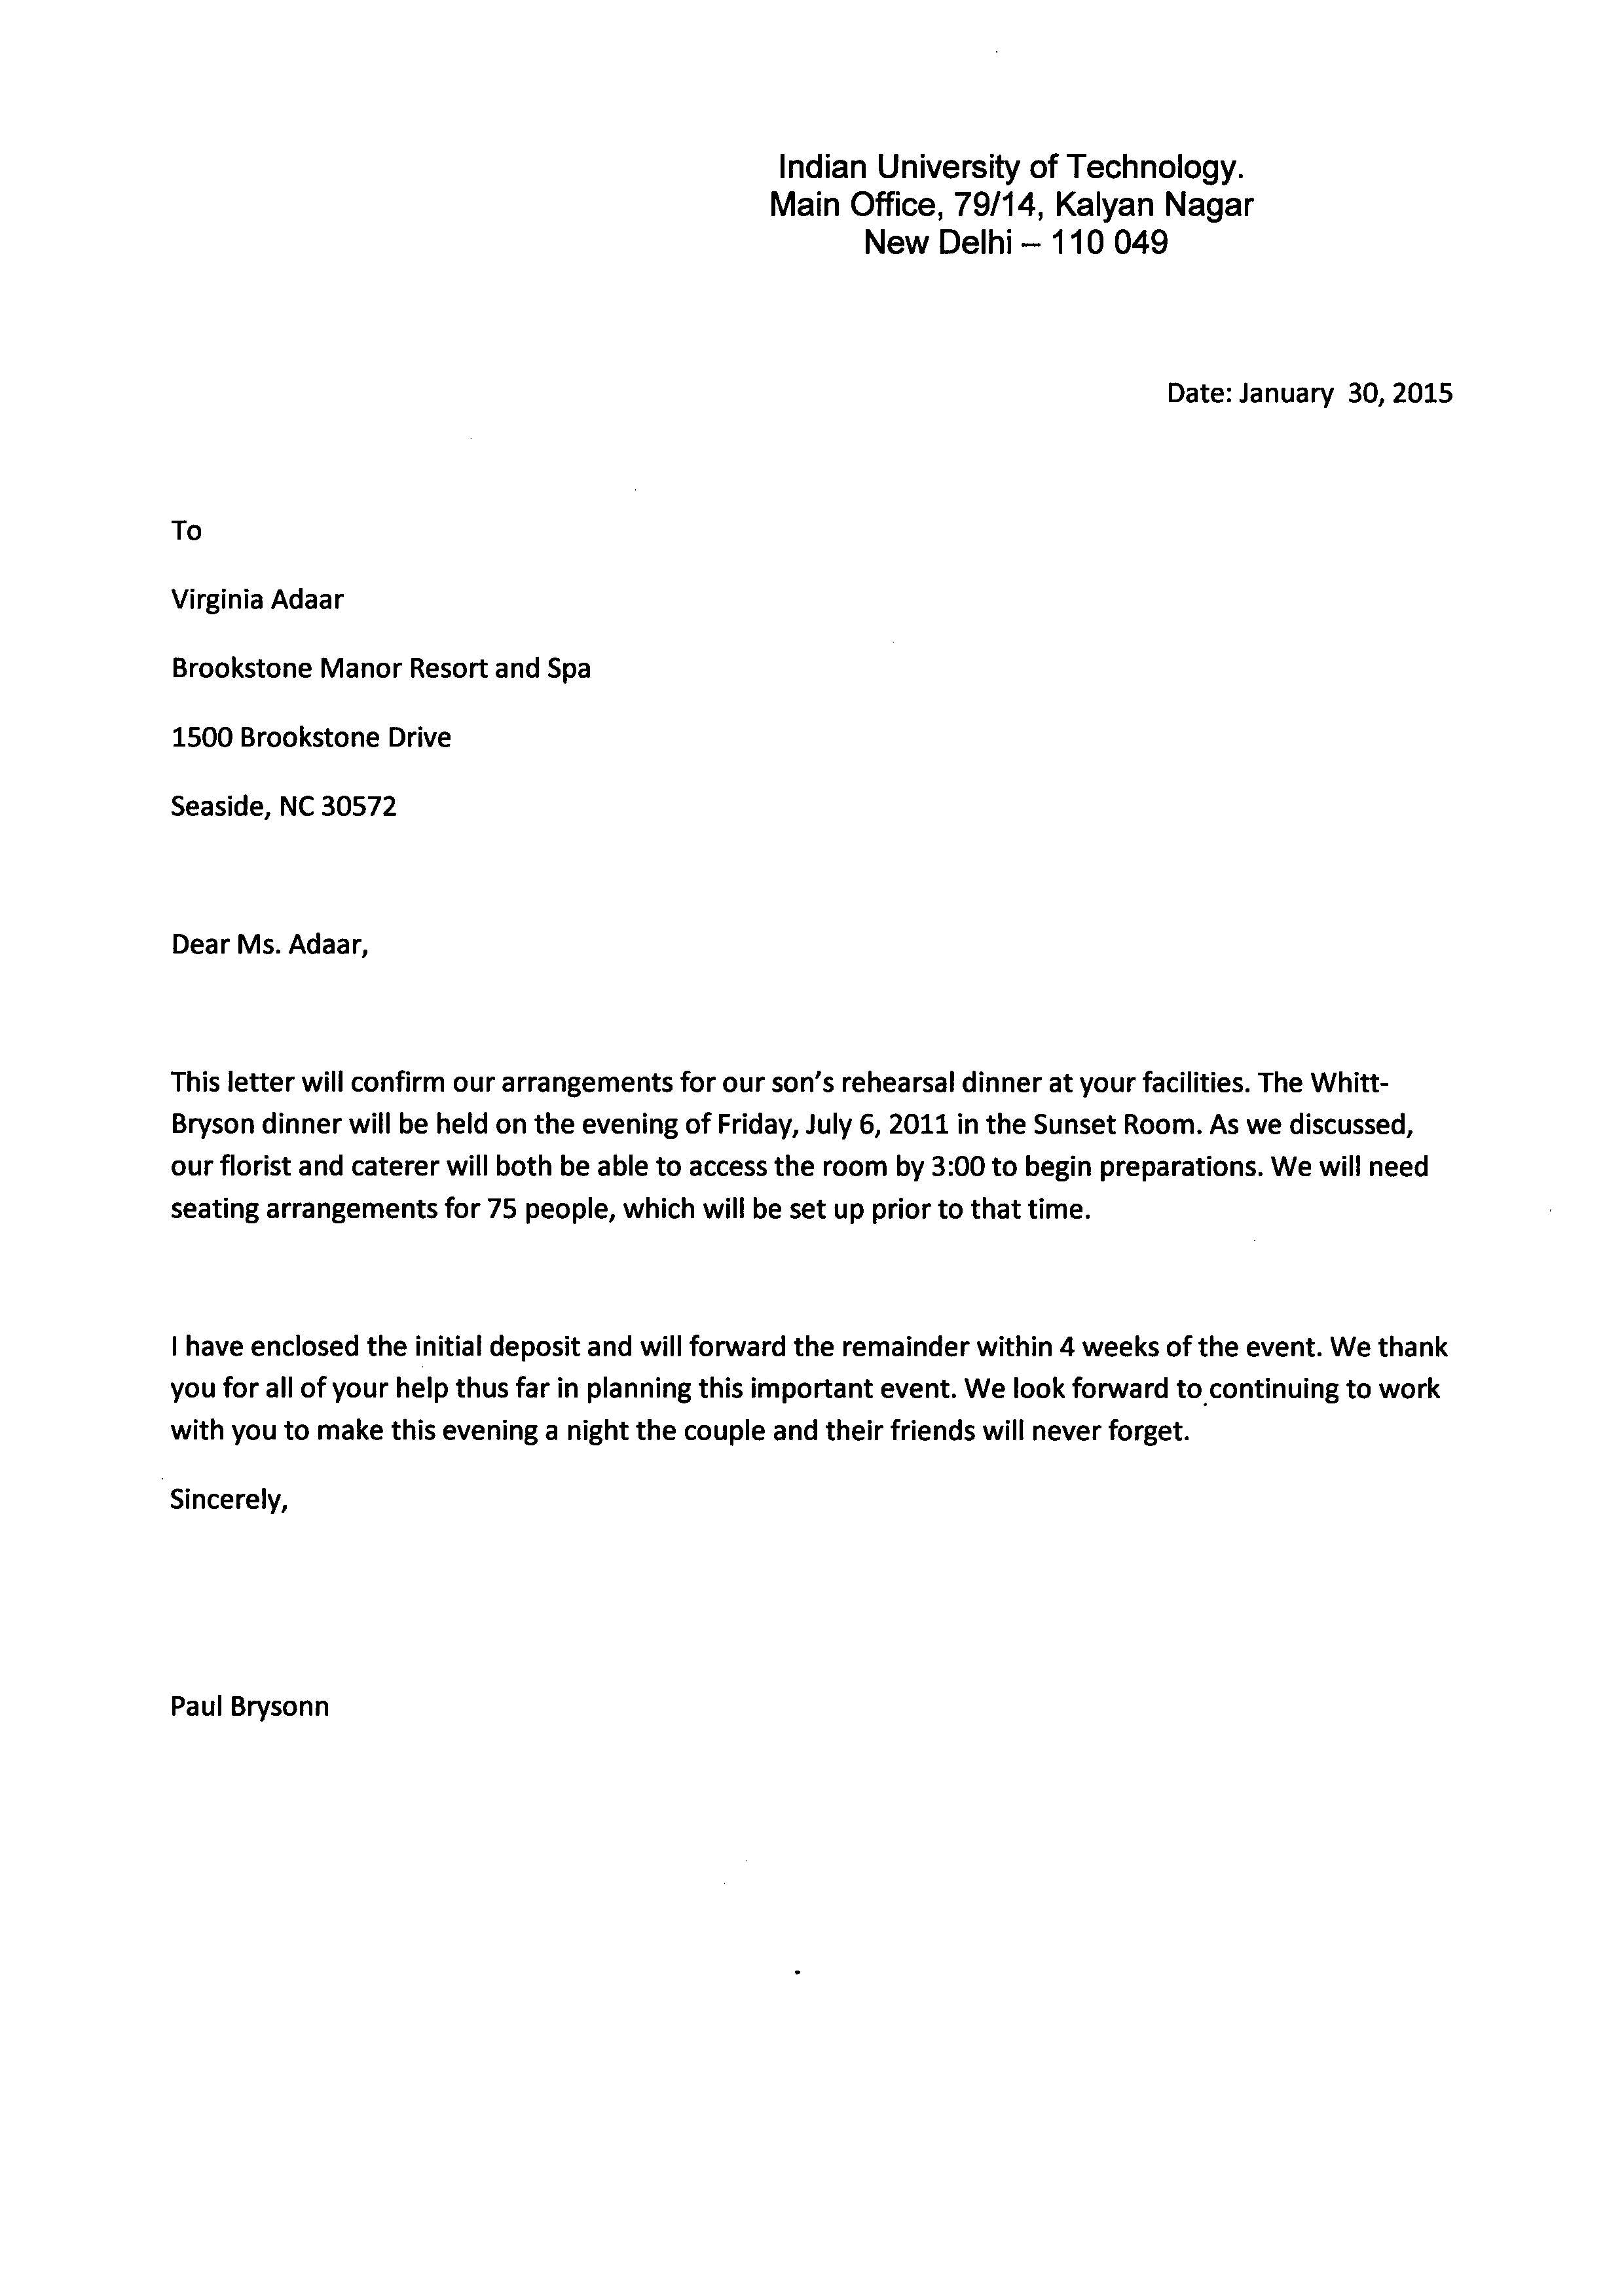 Indian University of Technology.
Main Office, 79/14, Kalyan Nagar
New Delhi – 110 049
Date: January 30, 2015
To
Virginia Adaar
Brookstone Manor Resort and Spa
1500 Brookstone Drive
Seaside, NC 30572
Dear Ms. Adaar,
This letter will confirm our arrangements for our son's rehearsal dinner at your facilities. The Whitt-
Bryson dinner will be held on the evening of Friday, July 6, 2011 in the Sunset Room. As we discussed,
our florist and caterer will both be able to access the room by 3:00 to begin preparations. We will need
seating arrangements for 75 people, which will be set up prior to that time.
I have enclosed the initial deposit and will forward the remainder within 4 weeks of the event. We thank
you for all of your help thus far in planning this important event. We look forward to continuing to work
with you to make this evening a night the couple and their friends will never forget.
Sincerely,
Paul Brysonn